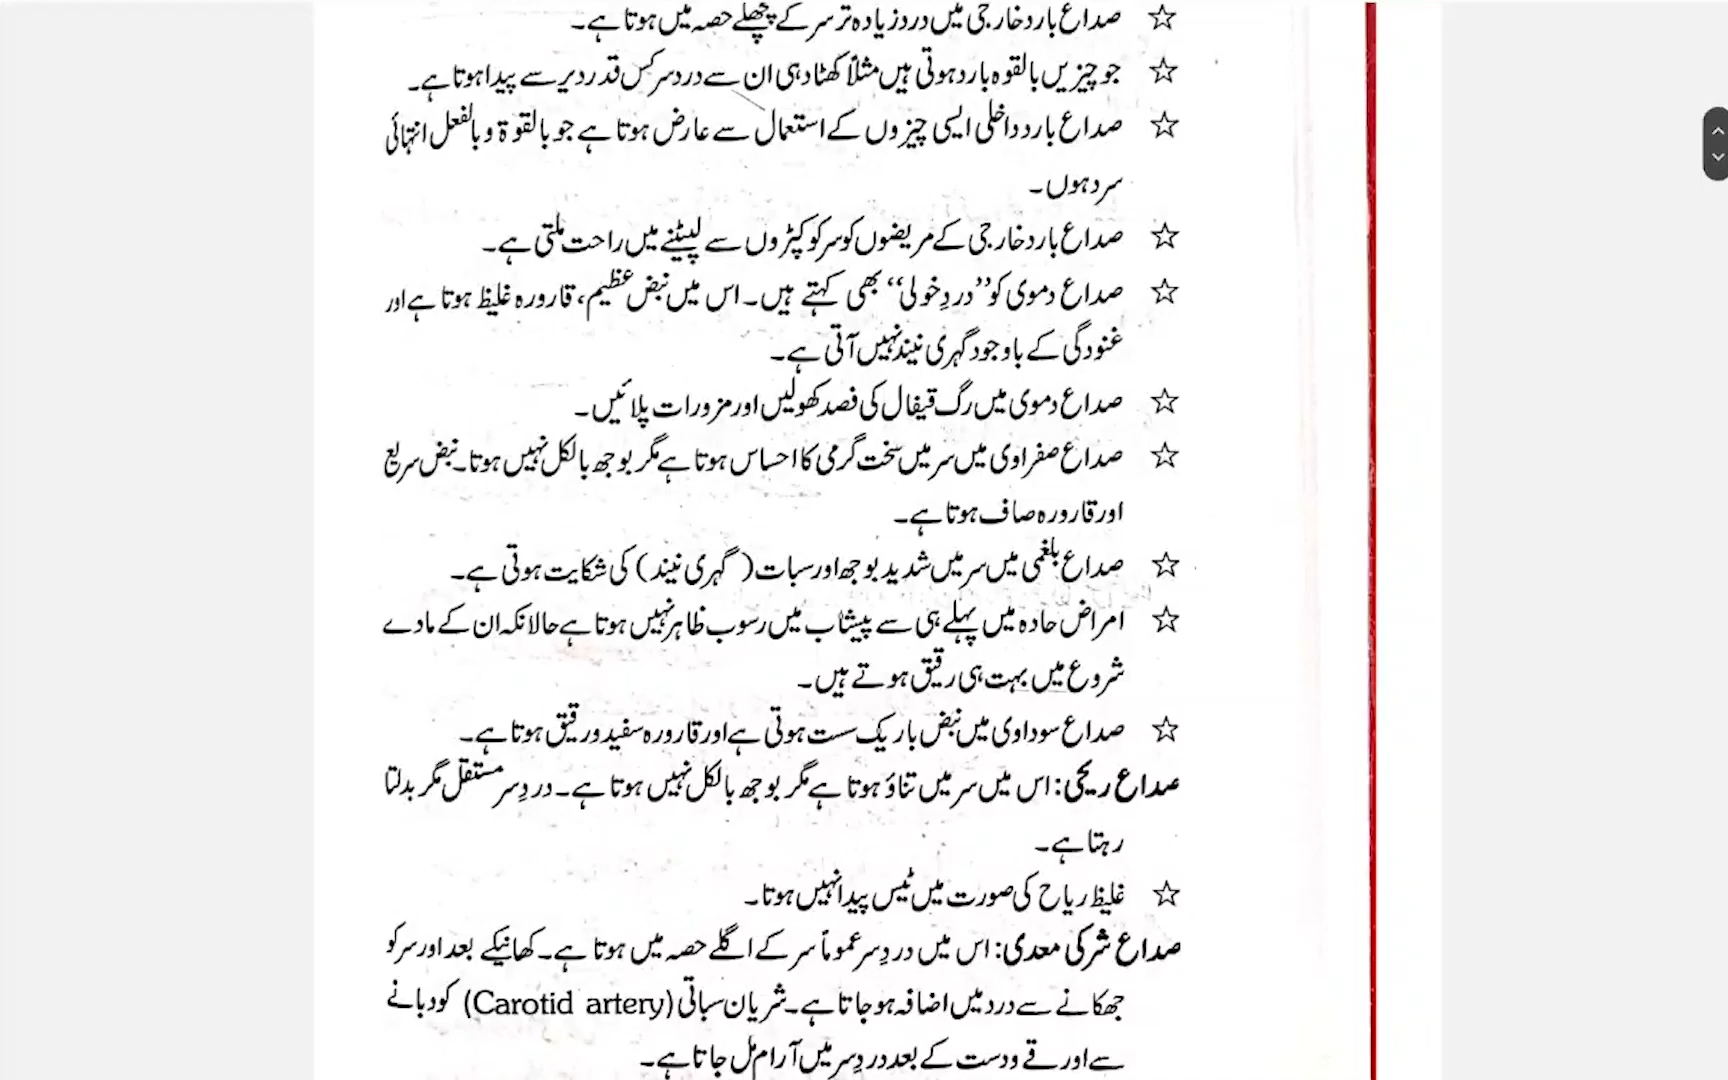 ☆ صداع بارد خارجی میں درد زیادہ تر سر کے پچھلے حصہ میں ہوتا ہے۔
☆ جو چیزیں بالقوہ بارد ہوتی ہیں مثلاً کھٹا دہی ان سے درد سر کس قدر دیر سے پیدا ہوتا ہے۔
☆ صداع بارد داخلی ایسی چیزوں کے استعمال سے عارض ہوتا ہے جو بالقوۃ و بالفعل انتہائی
سرد ہوں۔
☆ صداع بارد خارجی کے مریضوں کو سر کو کپڑوں سے لپیٹنے میں راحت ملتی ہے۔
☆ صداع دموی کو ’’دردِ خولی‘‘ بھی کہتے ہیں۔ اس میں نبض عظیم، قارورہ غلیظ ہوتا ہے اور
غنودگی کے باوجود گہری نیند نہیں آتی ہے۔
☆ صداع دموی میں رگ قیفال کی فصد کھولیں اور مزورات پلائیں۔
☆ صداع صفراوی میں سر میں سخت گرمی کا احساس ہوتا ہے مگر بوجھ بالکل نہیں ہوتا۔ نبض سریع
اور قارورہ صاف ہوتا ہے۔
☆ صداع بلغمی میں سر میں شدید بوجھ اور سبات (گہری نیند) کی شکایت ہوتی ہے۔
☆ امراض حادہ میں پہلے ہی سے پیشاب میں رسوب ظاہر نہیں ہوتا ہے حالانکہ ان کے مادے
شروع میں بہت ہی رقیق ہوتے ہیں۔
☆ صداع سوداوی میں نبض باریک سست ہوتی ہے اور قارورہ سفید ور قیق ہوتا ہے۔
صداع ریحی: اس میں سر میں تناؤ ہوتا ہے مگر بوجھ بالکل نہیں ہوتا ہے۔ دردِ سر مستقل مگر بدلتا
رہتا ہے۔
☆ غلیظ ریاح کی صورت میں ٹیس پیدا نہیں ہوتا۔
صداع شرکی معدی: اس میں دردِ سر عموماً سر کے اگلے حصہ میں ہوتا ہے۔ کھانیکے بعد اور سر کو
جھکانے سے درد میں اضافہ ہو جاتا ہے۔ شریان سباتی (Carotid artery) کو دبانے
سے اور قے و دست کے بعد دردِ سر میں آرام مل جاتا ہے۔